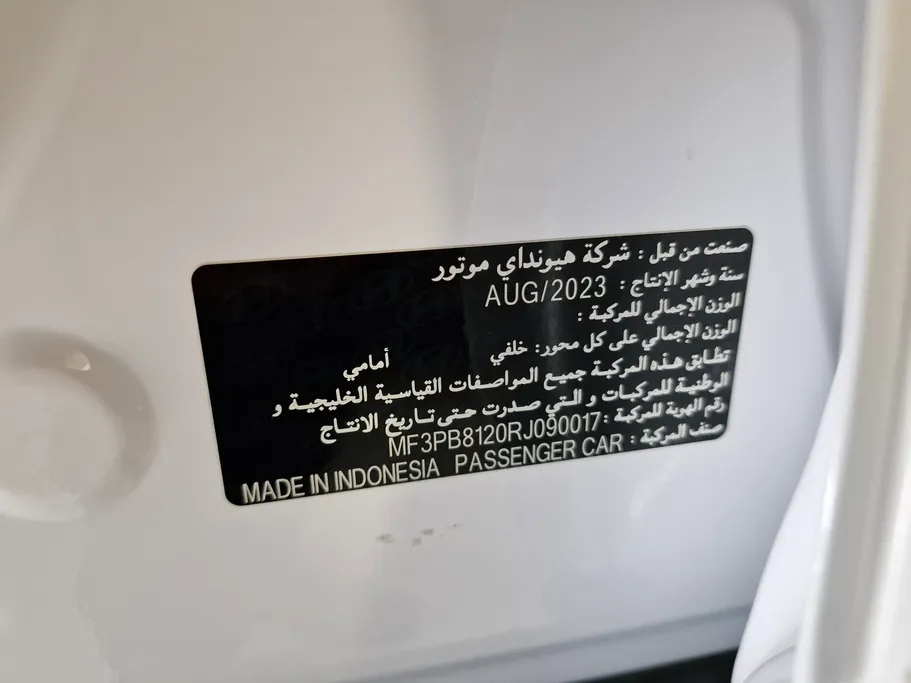 صنعت من قبل : شركة هيونداي موتور
سنة وشهر الإنتاج : AUG/2023
الوزن الإجمالي للمركبة :
الوزن الإجمالي على كل محور: خلفي أمامي
تطابق هذه المركبة جميع المواصفات القياسية الخليجية و
الوطنية للمركبات و التي صدرت حتى تاريخ الانتاج
رقم الهوية للمركبة : MF3PB8120RJ090017
صنف المركبة : PASSENGER CAR MADE IN INDONESIA